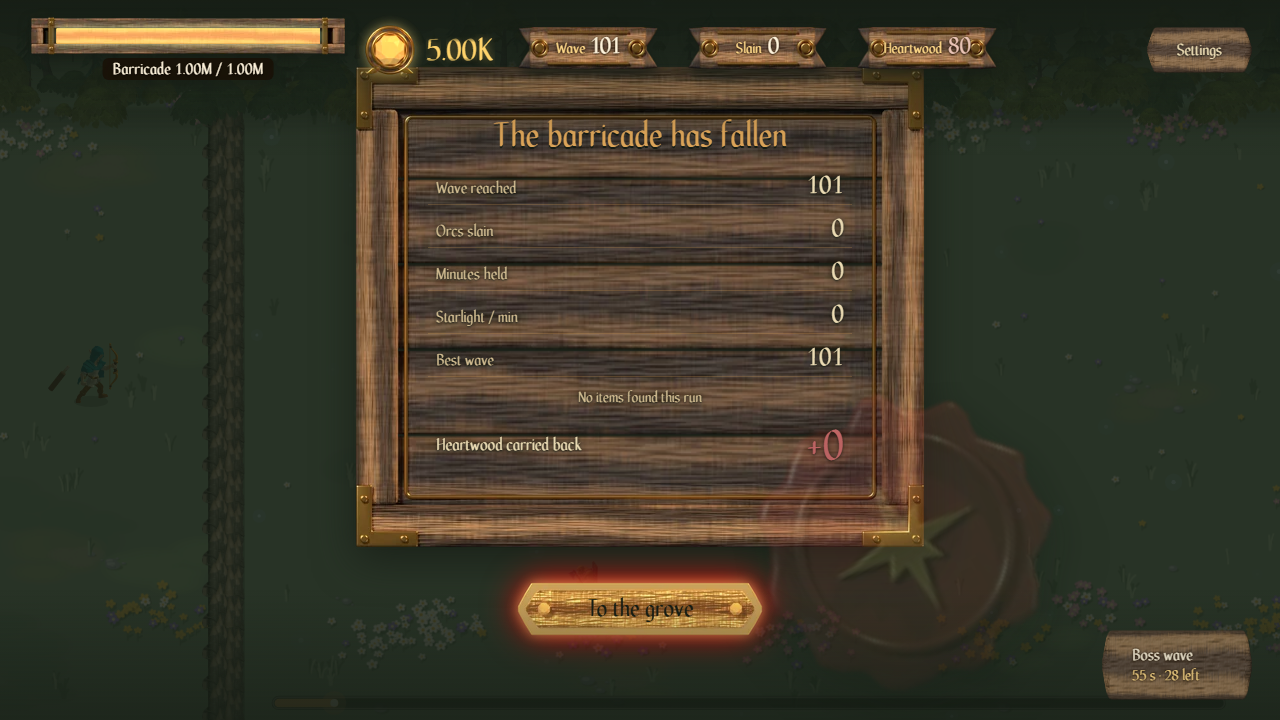 5.00K
Wave 101
Slain 0
Heartwood 80
Settings
Barricade 1.00M / 1.00M
The barricade has fallen
Wave reached 101
Orcs slain 0
Minutes held 0
Starlight / min 0
Best wave 101
No items found this run
Heartwood carried back +0
To the grove
Boss wave
55 s · 28 left